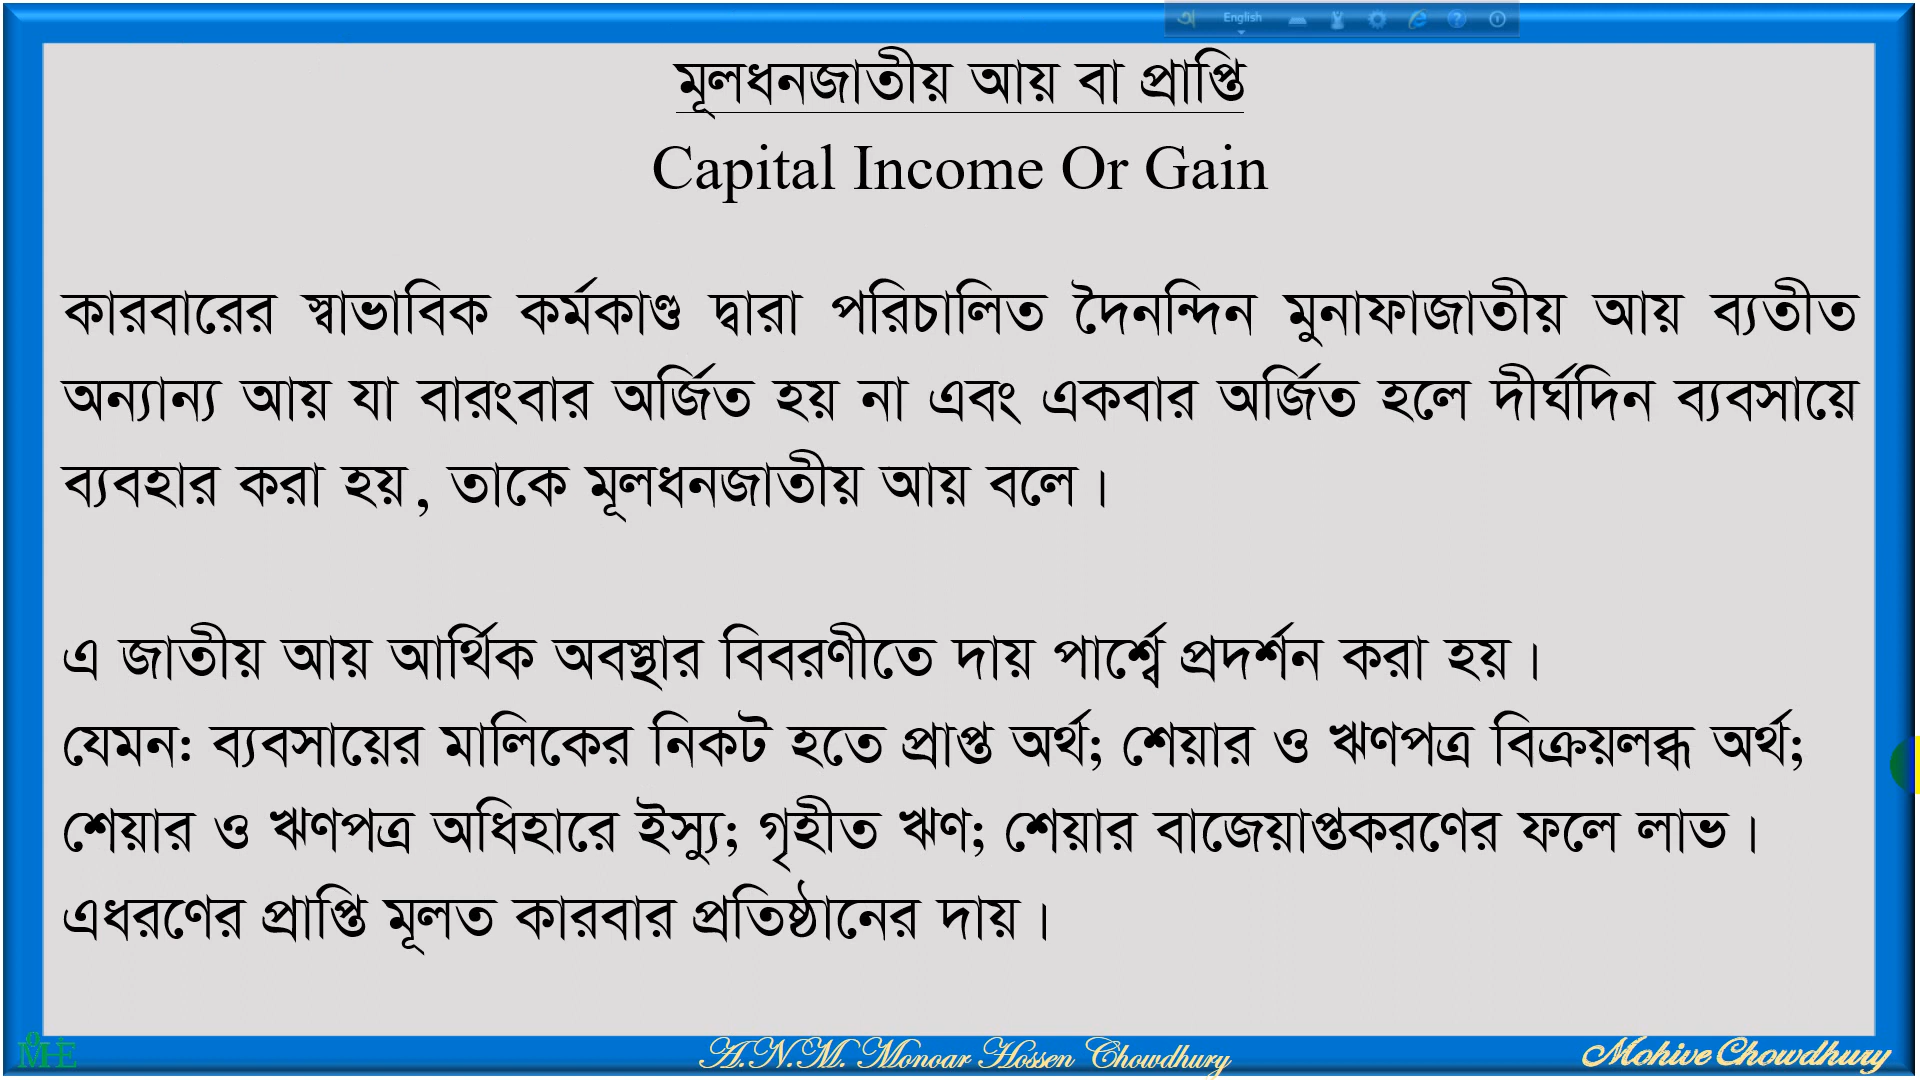 English
মূলধনজাতীয় আয় বা প্রাপ্তি
Capital Income Or Gain
কারবারের স্বাভাবিক কর্মকাণ্ড দ্বারা পরিচালিত দৈনন্দিন মুনাফাজাতীয় আয় ব্যতীত
অন্যান্য আয় যা বারংবার অর্জিত হয় না এবং একবার অর্জিত হলে দীর্ঘদিন ব্যবসায়ে
ব্যবহার করা হয়, তাকে মূলধনজাতীয় আয় বলে।
এ জাতীয় আয় আর্থিক অবস্থার বিবরণীতে দায় পার্শ্বে প্রদর্শন করা হয়।
যেমন: ব্যবসায়ের মালিকের নিকট হতে প্রাপ্ত অর্থ; শেয়ার ও ঋণপত্র বিক্রয়লব্ধ অর্থ;
শেয়ার ও ঋণপত্র অধিহারে ইস্যু; গৃহীত ঋণ; শেয়ার বাজেয়াপ্তকরণের ফলে লাভ।
এধরণের প্রাপ্তি মূলত কারবার প্রতিষ্ঠানের দায়।
A.N.M. Monoar Hossen Chowdhury
Mohive Chowdhury